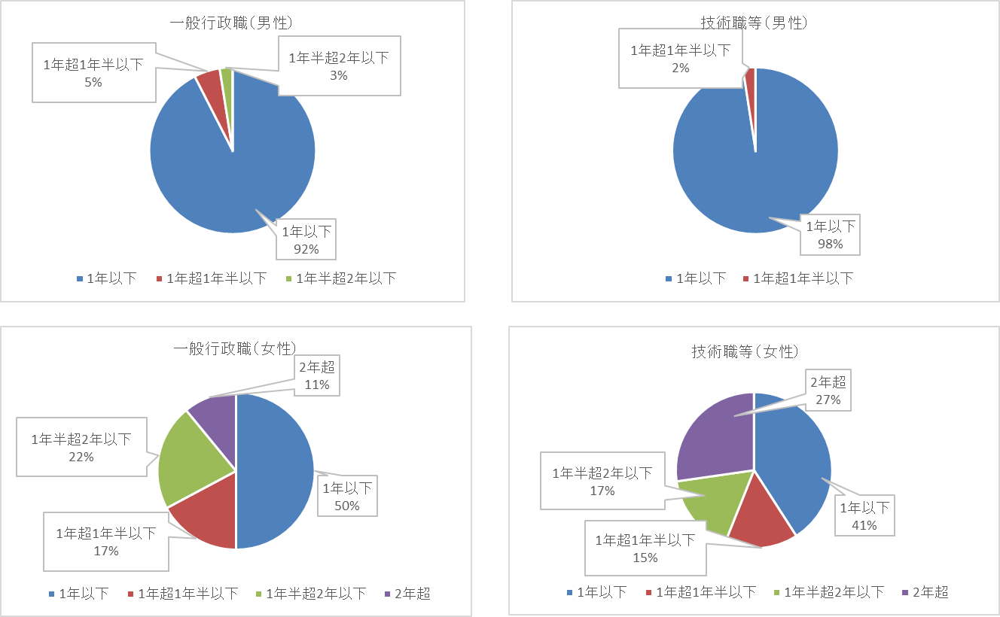 一般行政職（男性）
1年超1年半以下
5%
1年半超2年以下
3%
1年以下
92%
1年以下 1年超1年半以下 1年半超2年以下
技術職等（男性）
1年超1年半以下
2%
1年以下
98%
1年以下 1年超1年半以下
一般行政職（女性）
2年超
11%
1年半超2年以下
22%
1年以下
50%
1年超1年半以下
17%
1年以下 1年超1年半以下 1年半超2年以下 2年超
技術職等（女性）
2年超
27%
1年半超2年以下
17%
1年以下
41%
1年超1年半以下
15%
1年以下 1年超1年半以下 1年半超2年以下 2年超